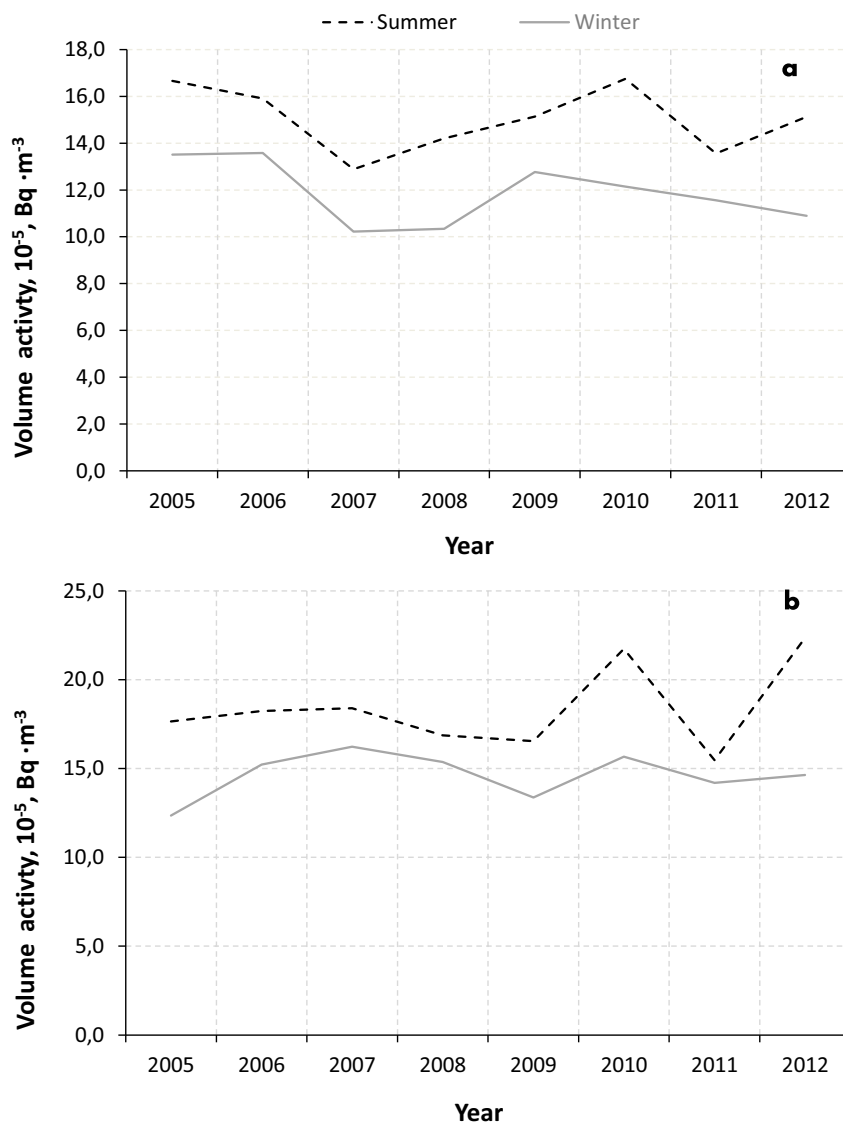 Summer Winter
a
18,0
16,0
14,0
12,0
10,0
8,0
6,0
4,0
2,0
0,0
Volume activty, 10⁻⁵, Bq ·m⁻³
2005 2006 2007 2008 2009 2010 2011 2012
Year
b
25,0
20,0
15,0
10,0
5,0
0,0
Volume activty, 10⁻⁵, Bq ·m⁻³
2005 2006 2007 2008 2009 2010 2011 2012
Year